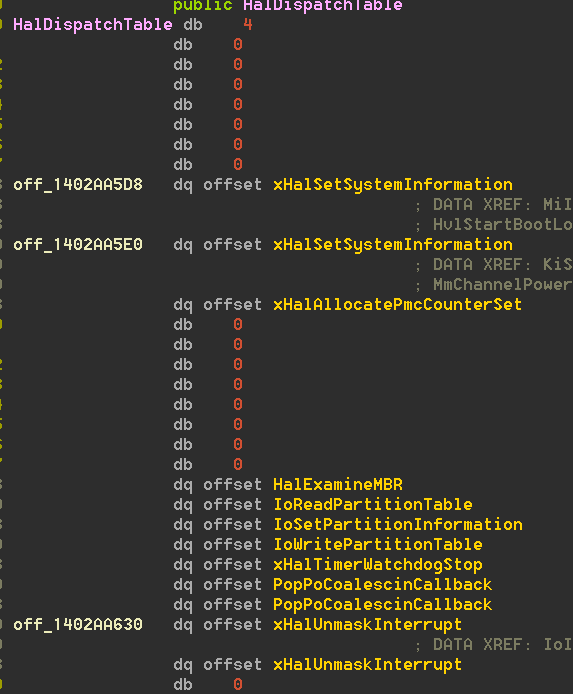 public HalDispatchTable
HalDispatchTable db 4
db 0
db 0
db 0
db 0
db 0
db 0
db 0
off_1402AA5D8 dq offset xHalSetSystemInformation
; DATA XREF: MiI
; HvlStartBootLo
off_1402AA5E0 dq offset xHalSetSystemInformation
; DATA XREF: KiS
; MmChannelPower
dq offset xHalAllocatePmcCounterSet
db 0
db 0
db 0
db 0
db 0
db 0
db 0
db 0
dq offset HalExamineMBR
dq offset IoReadPartitionTable
dq offset IoSetPartitionInformation
dq offset IoWritePartitionTable
dq offset xHalTimerWatchdogStop
dq offset PopPoCoalescinCallback
dq offset PopPoCoalescinCallback
off_1402AA630 dq offset xHalUnmaskInterrupt
; DATA XREF: IoI
dq offset xHalUnmaskInterrupt
db 0